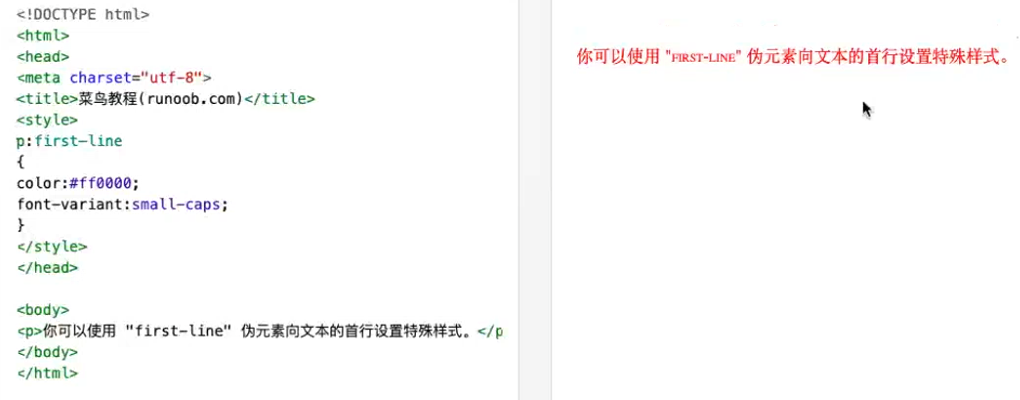 <!DOCTYPE html>
<html>
<head>
<meta charset="utf-8">
<title>菜鸟教程(runoob.com)</title>
<style>
p:first-line
{
color:#ff0000;
font-variant:small-caps;
}
</style>
</head>
<body>
<p>你可以使用 "first-line" 伪元素向文本的首行设置特殊样式。</p
</body>
</html>
你可以使用 "FIRST-LINE" 伪元素向文本的首行设置特殊样式。